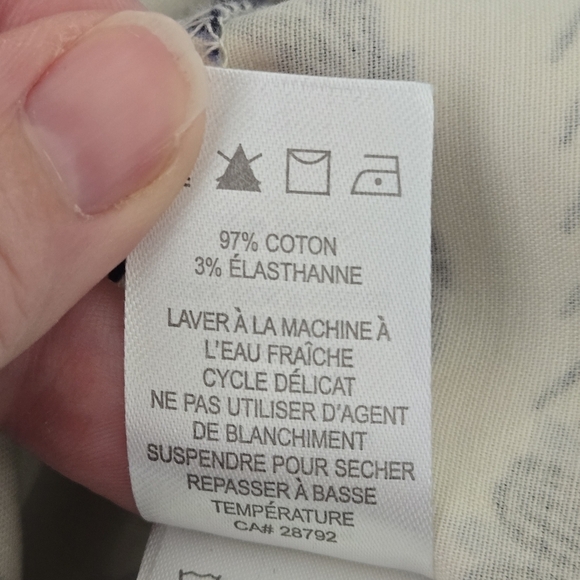 97% COTON
3% ÉLASTHANNE
LAVER À LA MACHINE À
L'EAU FRAÎCHE
CYCLE DÉLICAT
NE PAS UTILISER D'AGENT
DE BLANCHIMENT
SUSPENDRE POUR SECHER
REPASSER À BASSE
TEMPÉRATURE
CA# 28792